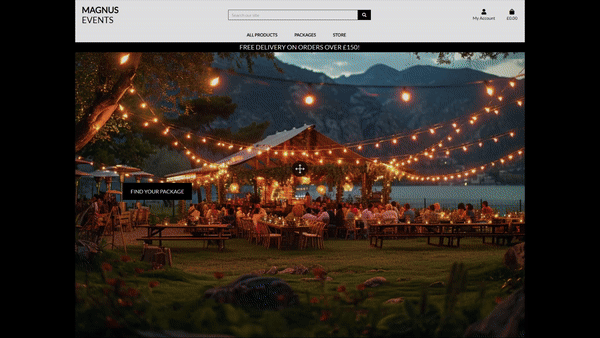 MAGNUS
EVENTS
Search our site
My Account
£0.00
ALL PRODUCTS PACKAGES STORE
FREE DELIVERY ON ORDERS OVER £150!
FIND YOUR PACKAGE